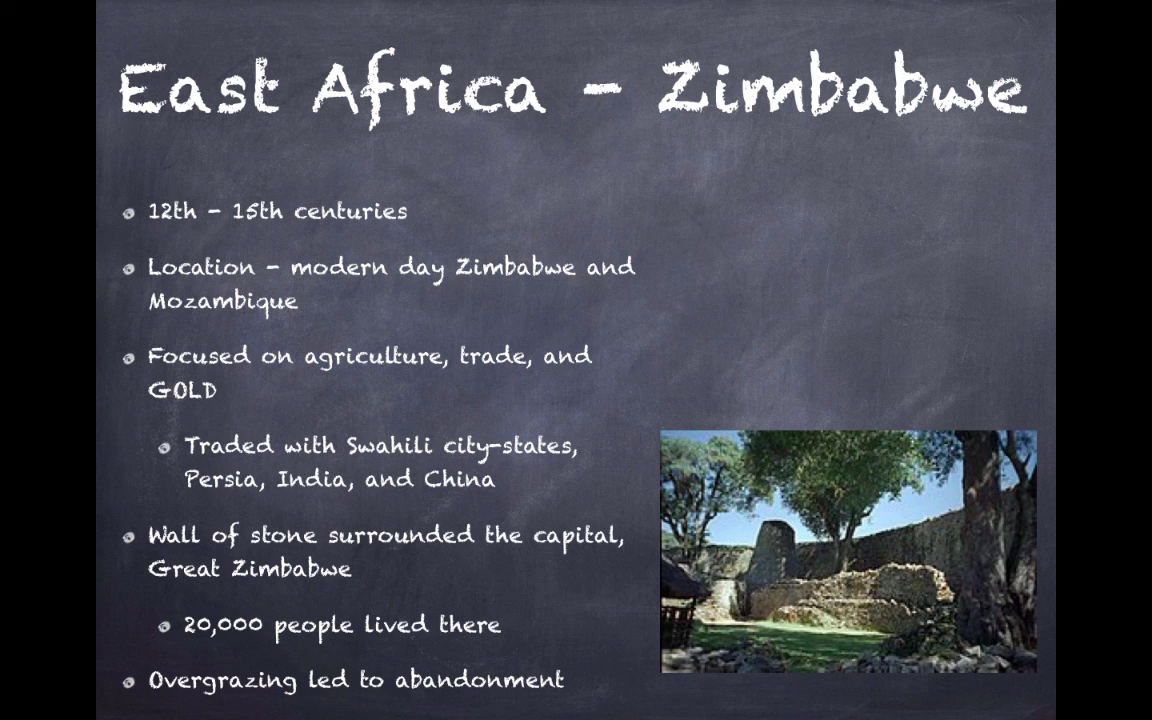 East Africa - Zimbabwe
12th - 15th centuries
Location - modern day Zimbabwe and
Mozambique
Focused on agriculture, trade, and
GOLD
Traded with Swahili city-states,
Persia, India, and China
Wall of stone surrounded the capital,
Great Zimbabwe
20,000 people lived there
Overgrazing led to abandonment